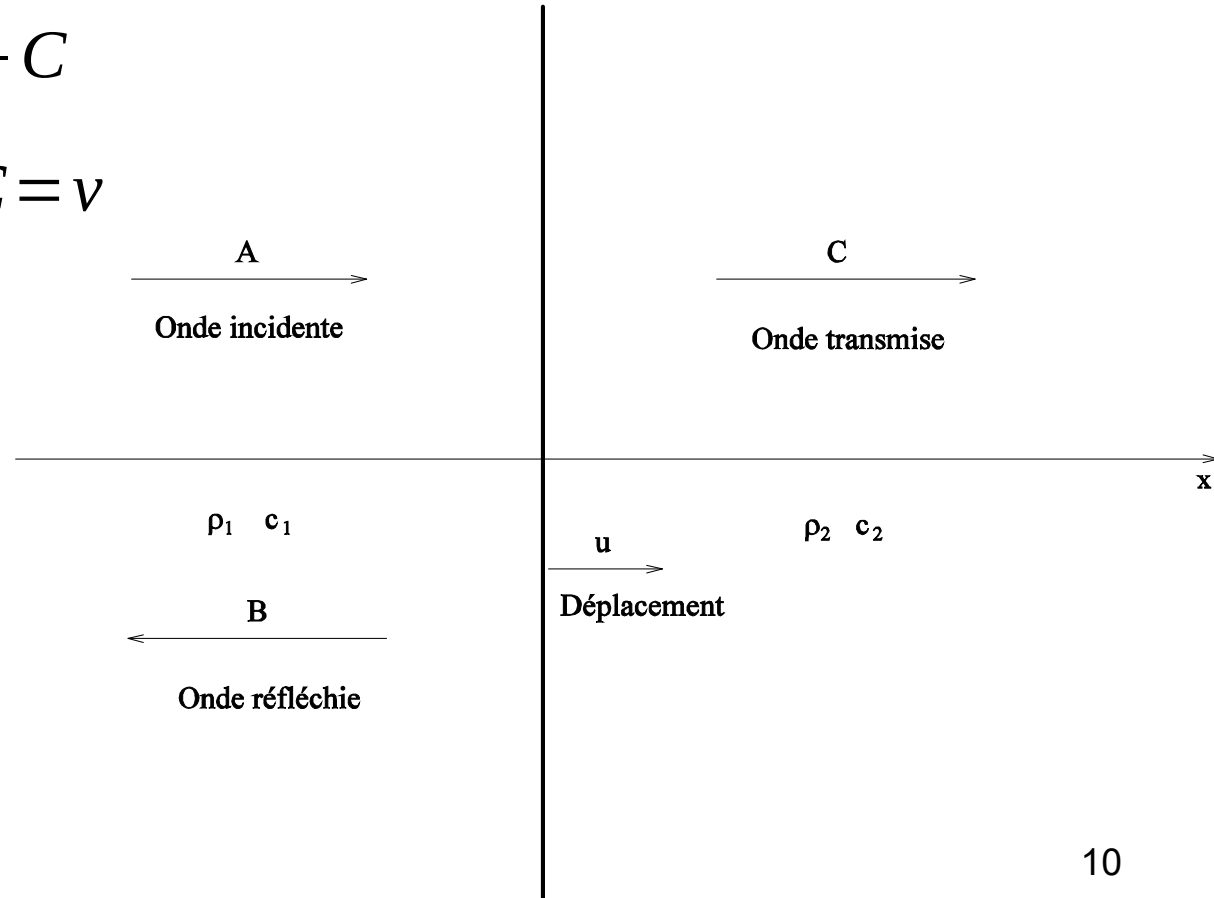 - C
C = v
A
Onde incidente
C
Onde transmise
x
ρ₁ c₁
ρ₂ c₂
u
Déplacement
B
Onde réfléchie
10